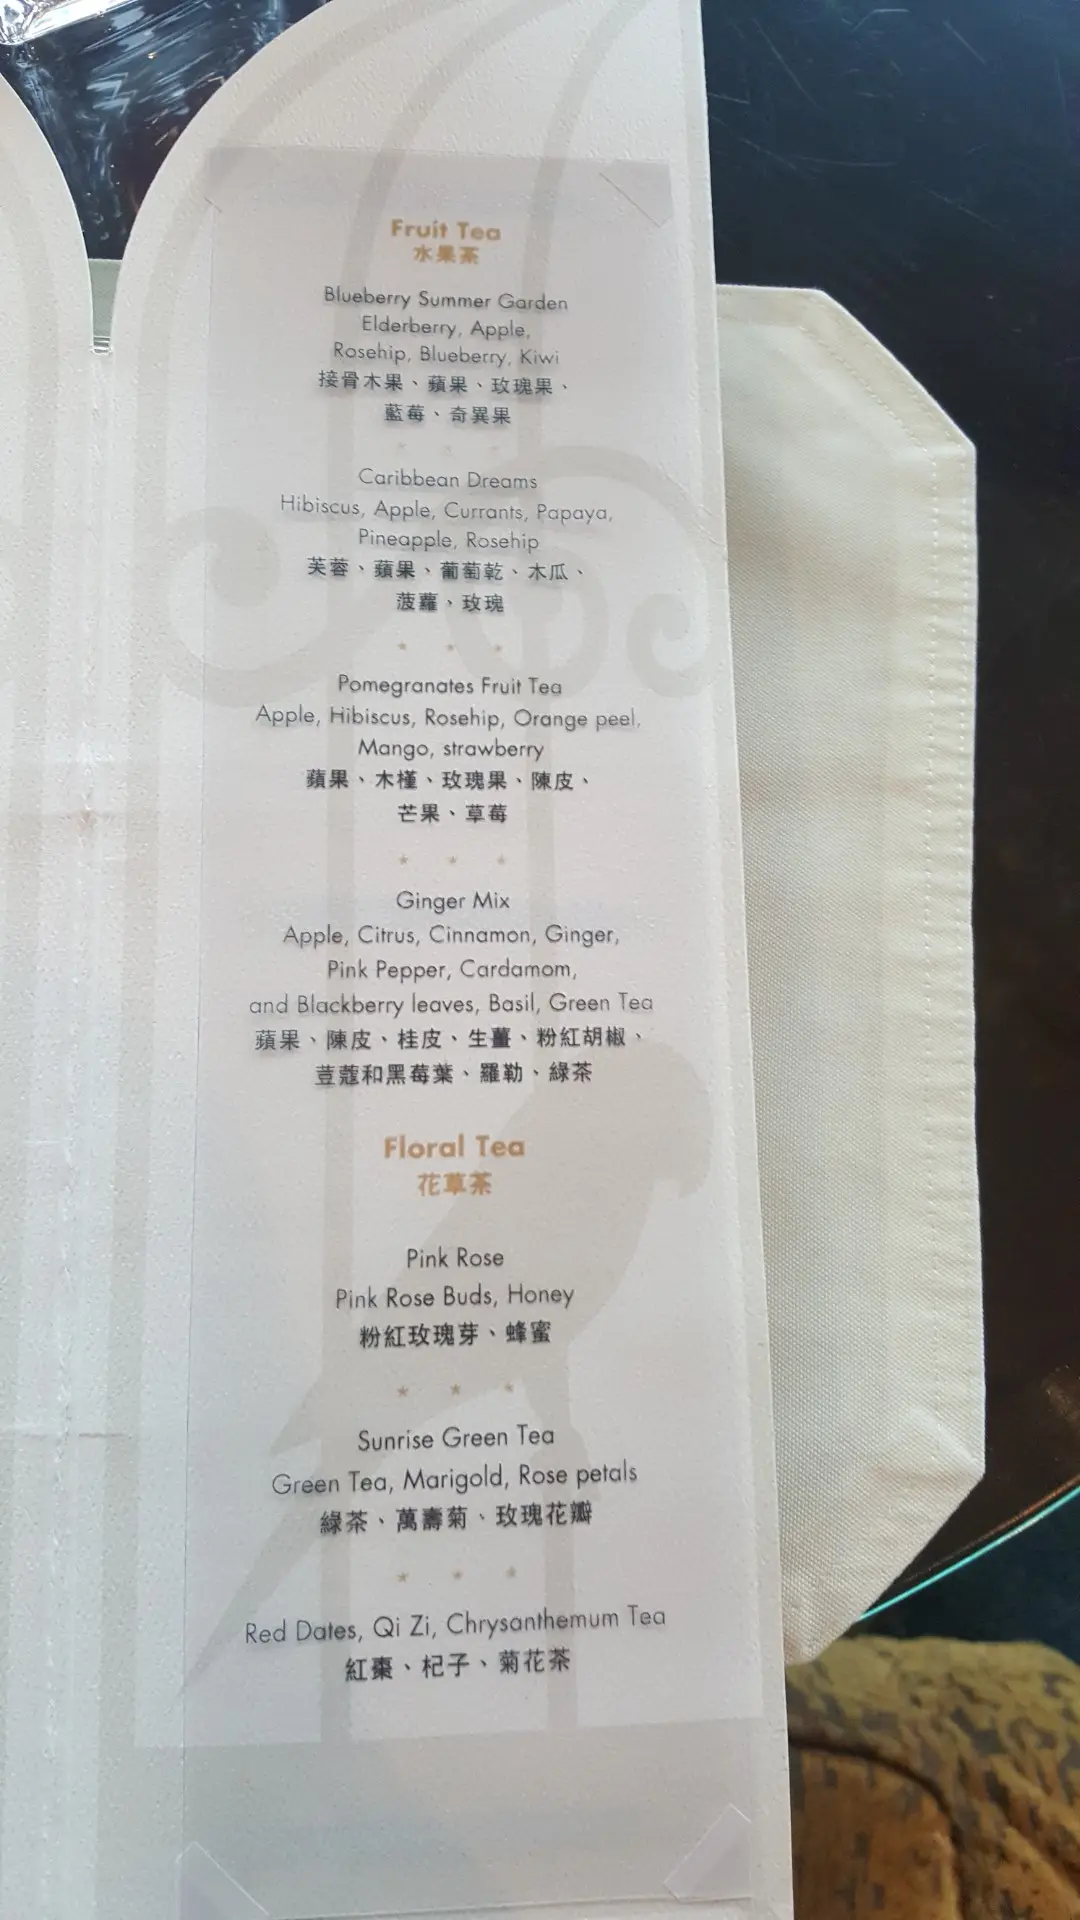 Fruit Tea
水果茶
Blueberry Summer Garden
Elderberry, Apple,
Rosehip, Blueberry, Kiwi
接骨木果、蘋果、玫瑰果、
藍莓、奇異果
Caribbean Dreams
Hibiscus, Apple, Currants, Papaya,
Pineapple, Rosehip
芙蓉、蘋果、葡萄乾、木瓜、
菠蘿、玫瑰
Pomegranates Fruit Tea
Apple, Hibiscus, Rosehip, Orange peel,
Mango, strawberry
蘋果、木槿、玫瑰果、陳皮、
芒果、草莓
Ginger Mix
Apple, Citrus, Cinnamon, Ginger,
Pink Pepper, Cardamom,
and Blackberry leaves, Basil, Green Tea
蘋果、陳皮、桂皮、生薑、粉紅胡椒、
荳蔻和黑莓葉、羅勒、綠茶
Floral Tea
花草茶
Pink Rose
Pink Rose Buds, Honey
粉紅玫瑰芽、蜂蜜
Sunrise Green Tea
Green Tea, Marigold, Rose petals
綠茶、萬壽菊、玫瑰花瓣
Red Dates, Qi Zi, Chrysanthemum Tea
紅棗、杞子、菊花茶